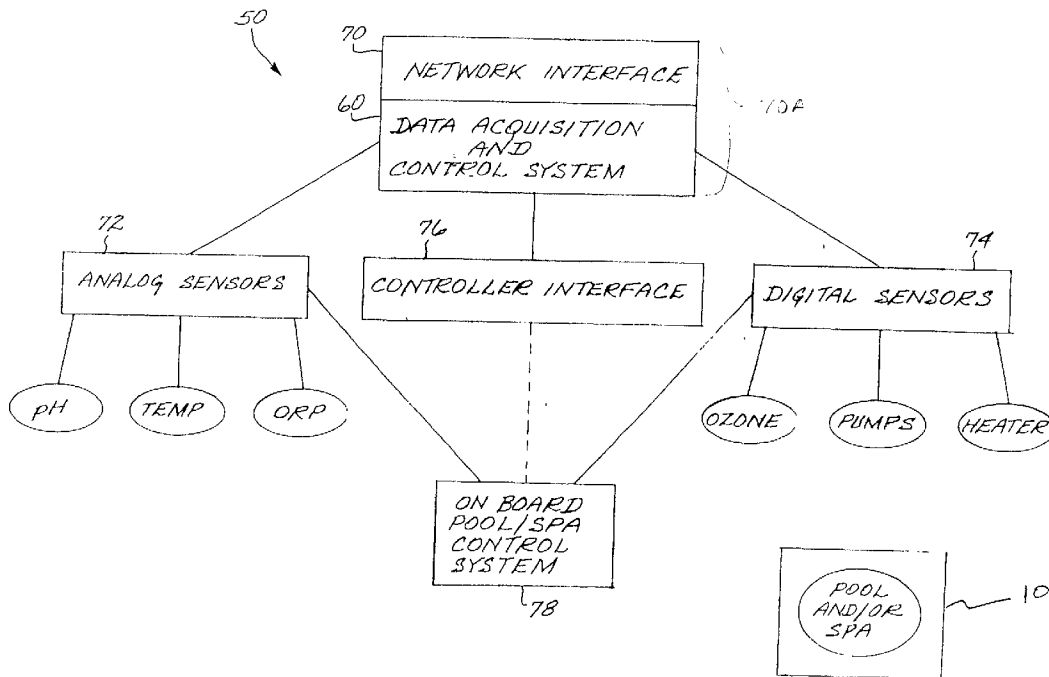 50
70
NETWORK INTERFACE
60
DATA ACQUISITION
AND
CONTROL SYSTEM
72
ANALOG SENSORS
76
CONTROLLER INTERFACE
74
DIGITAL SENSORS
pH
TEMP
ORP
OZONE
PUMPS
HEATER
ON BOARD
POOL/SPA
CONTROL
SYSTEM
78
POOL
AND/OR
SPA
10